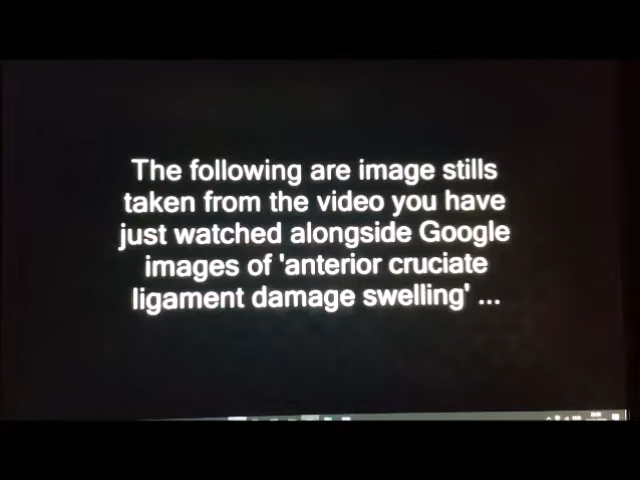 The following are image stills
taken from the video you have
just watched alongside Google
images of 'anterior cruciate
ligament damage swelling' ...